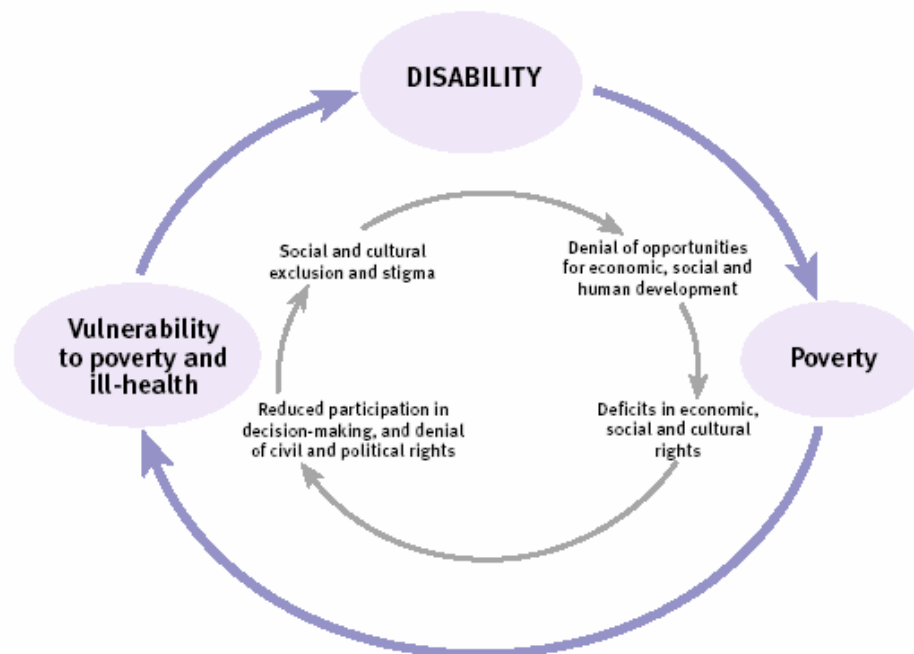 DISABILITY
Social and cultural
exclusion and stigma
Denial of opportunities
for economic, social and
human development
Vulnerability
to poverty and
ill-health
Poverty
Reduced participation in
decision-making, and denial
of civil and political rights
Deficits in economic,
social and cultural
rights